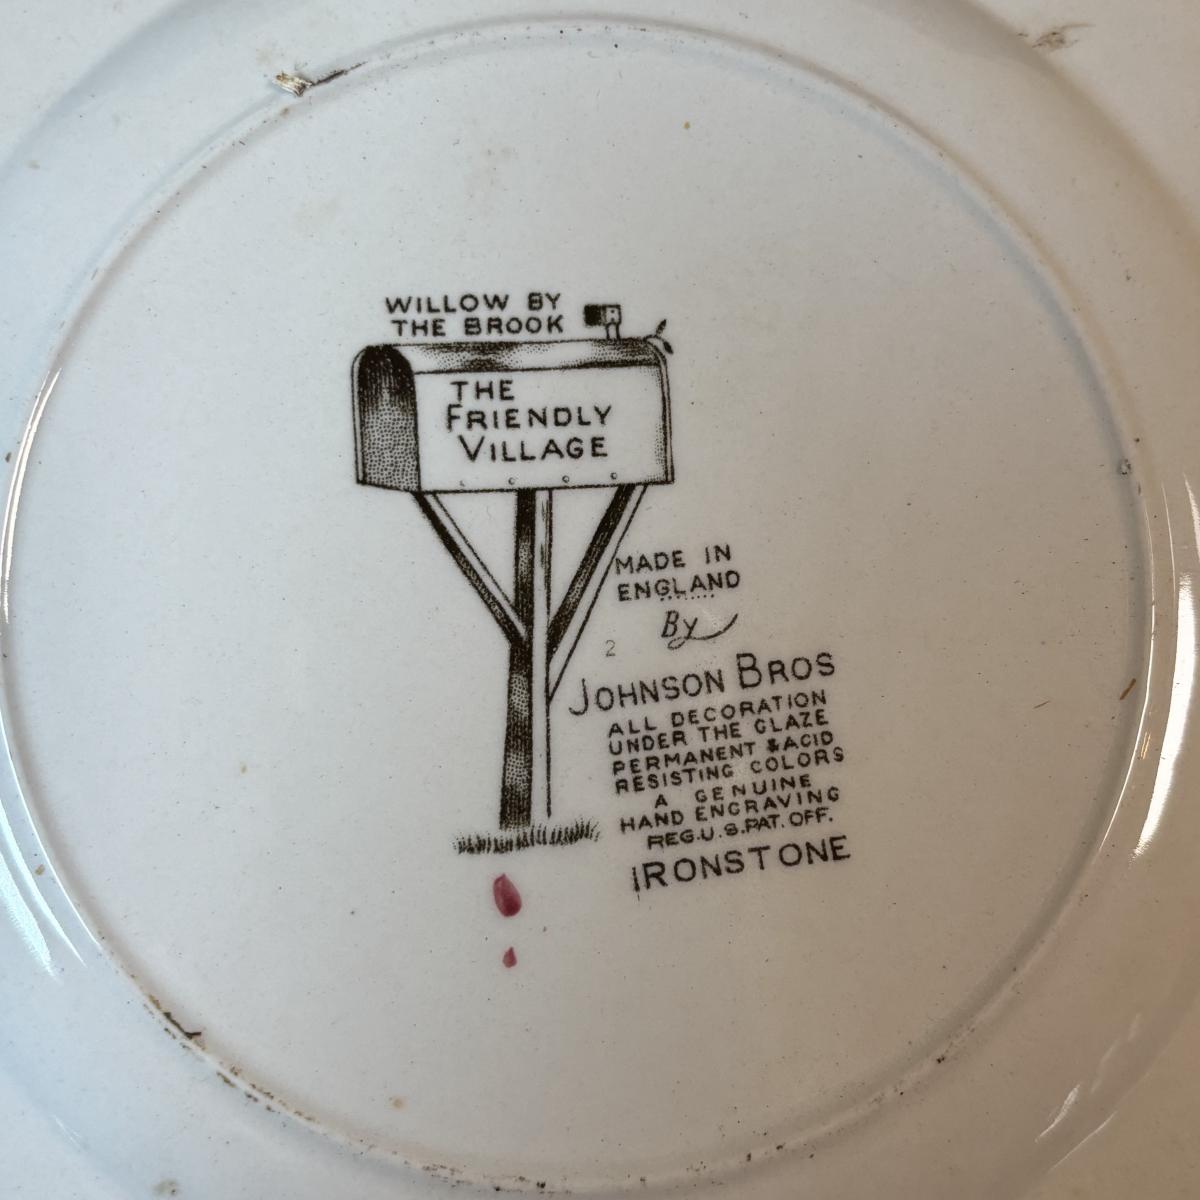 WILLOW BY
THE BROOK
THE
FRIENDLY
VILLAGE
MADE IN
ENGLAND
By
2
JOHNSON BROS
ALL DECORATION
UNDER THE GLAZE
PERMANENT & ACID
RESISTING COLORS
A GENUINE
HAND ENGRAVING
REG.U.S.PAT. OFF.
IRONSTONE